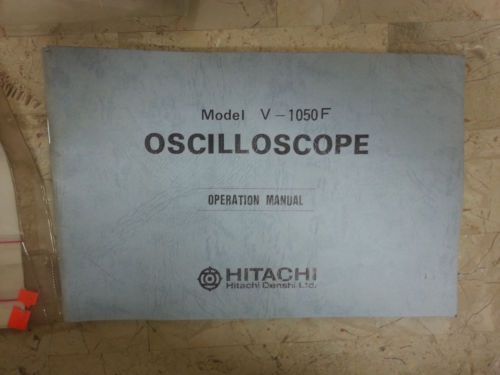 Model V-1050F
OSCILLOSCOPE
OPERATION MANUAL
HITACHI
Hitachi Denshi Ltd.